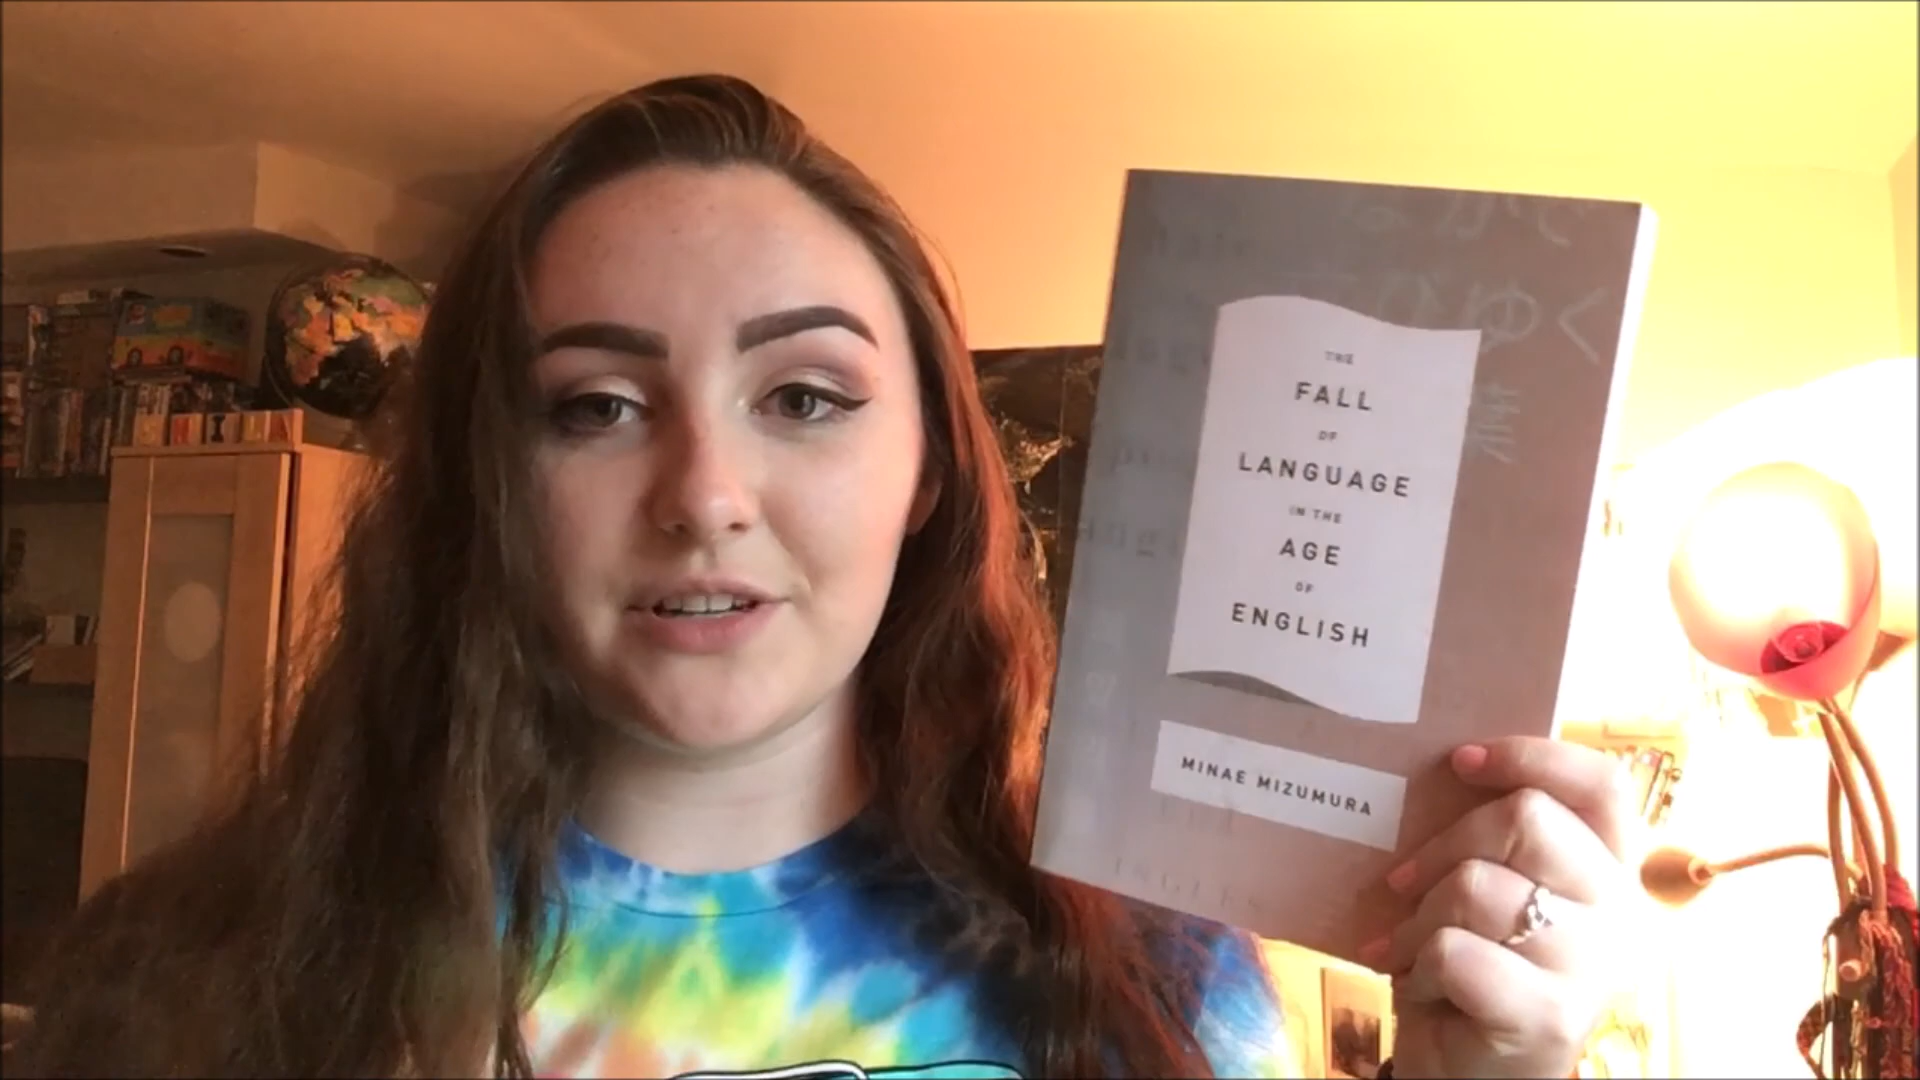 THE
FALL
OF
LANGUAGE
IN THE
AGE
OF
ENGLISH
MINAE MIZUMURA